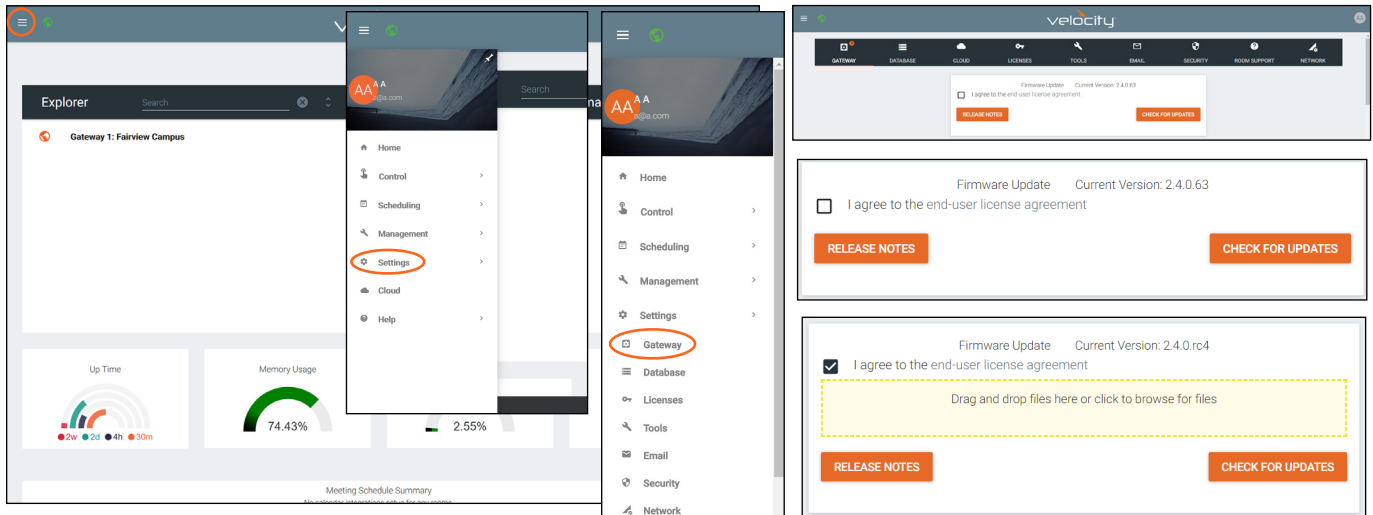 Explorer
Search
Gateway 1: Fairview Campus
Up Time
2w 2d 4h 30m
Memory Usage
74.43%
2.55%
Meeting Schedule Summary
AA
A A
a@a.com
Home
Control
Scheduling
Management
Settings
Cloud
Help
Search
na
AA
A A
a@a.com
Home
Control
Scheduling
Management
Settings
Gateway
Database
Licenses
Tools
Email
Security
Network
velocity
AA
GATEWAY DATABASE CLOUD LICENSES TOOLS EMAIL SECURITY ROOM SUPPORT NETWORK
Firmware Update Current Version: 2.4.0.63
I agree to the end-user license agreement
RELEASE NOTES CHECK FOR UPDATES
Firmware Update Current Version: 2.4.0.63
I agree to the end-user license agreement
RELEASE NOTES CHECK FOR UPDATES
Firmware Update Current Version: 2.4.0.rc4
I agree to the end-user license agreement
Drag and drop files here or click to browse for files
RELEASE NOTES CHECK FOR UPDATES